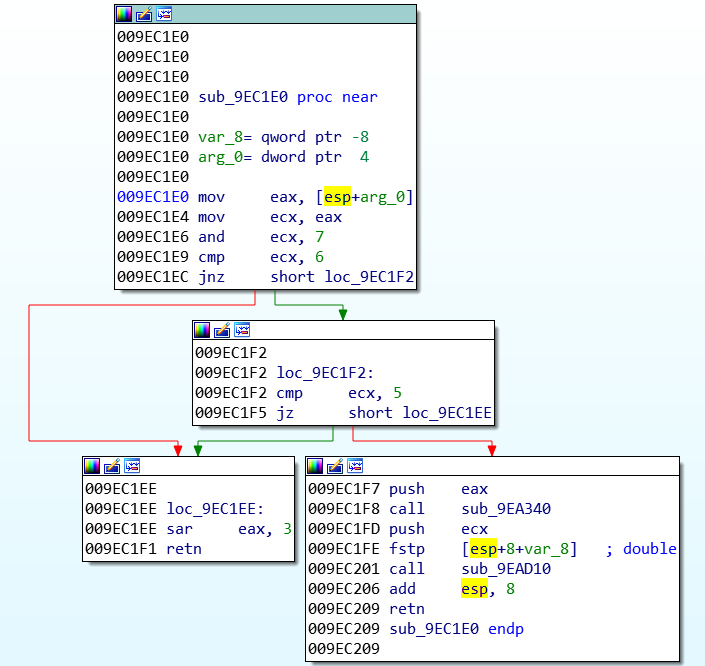 009EC1E0
009EC1E0
009EC1E0
009EC1E0 sub_9EC1E0 proc near
009EC1E0
009EC1E0 var_8= qword ptr -8
009EC1E0 arg_0= dword ptr  4
009EC1E0
009EC1E0 mov     eax, [esp+arg_0]
009EC1E4 mov     ecx, eax
009EC1E6 and     ecx, 7
009EC1E9 cmp     ecx, 6
009EC1EC jnz     short loc_9EC1F2
009EC1F2
009EC1F2 loc_9EC1F2:
009EC1F2 cmp     ecx, 5
009EC1F5 jz      short loc_9EC1EE
009EC1EE
009EC1EE loc_9EC1EE:
009EC1EE sar     eax, 3
009EC1F1 retn
009EC1F7 push    eax
009EC1F8 call    sub_9EA340
009EC1FD push    ecx
009EC1FE fstp    [esp+8+var_8]   ; double
009EC201 call    sub_9EAD10
009EC206 add     esp, 8
009EC209 retn
009EC209 sub_9EC1E0 endp
009EC209